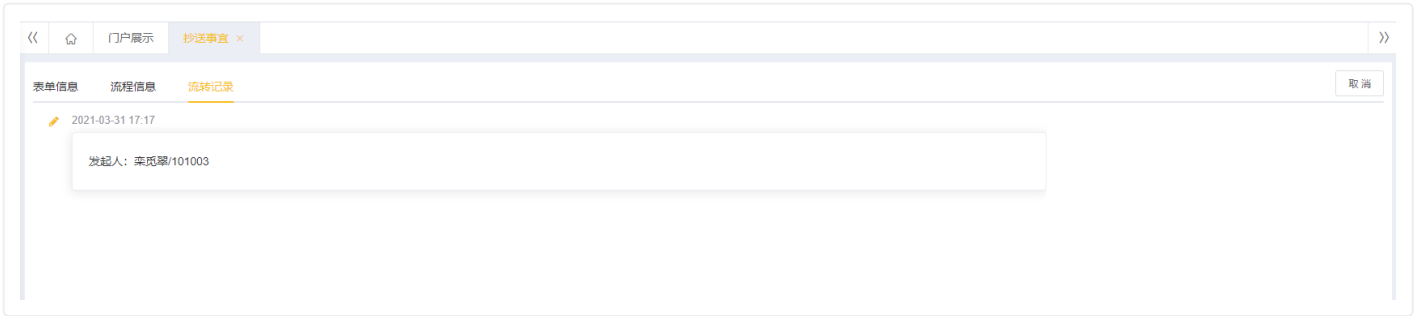 门户展示 抄送事宜 ×
表单信息 流程信息 流转记录 取 消
2021-03-31 17:17
发起人：栾觅翠/101003